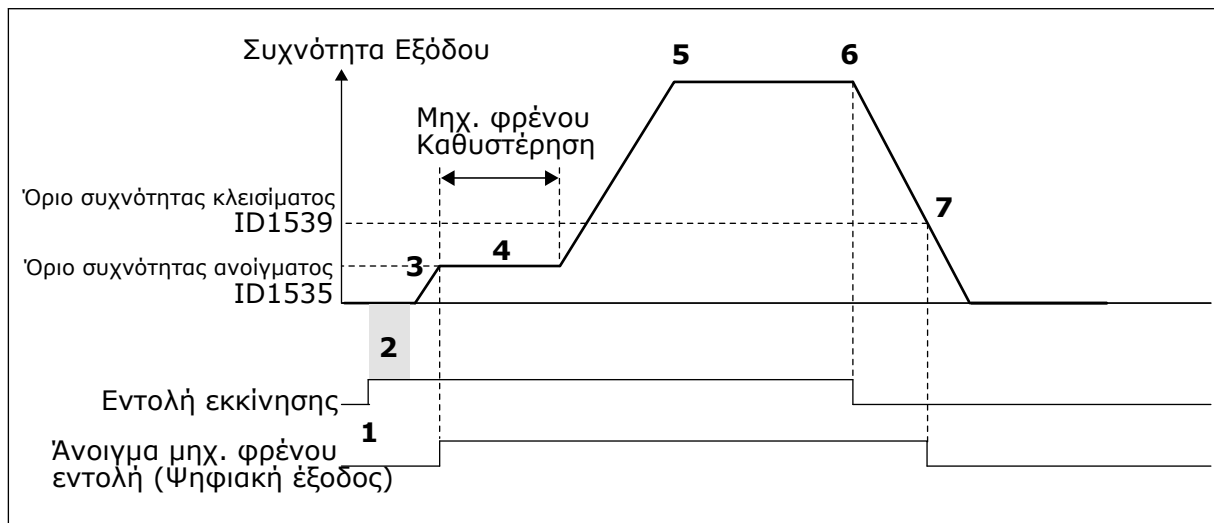 Συχνότητα Εξόδου
5
6
Μηχ. φρένου
Καθυστέρηση
Όριο συχνότητας κλεισίματος
ID1539
7
4
3
Όριο συχνότητας ανοίγματος
ID1535
2
Εντολή εκκίνησης
1
Άνοιγμα μηχ. φρένου
εντολή (Ψηφιακή έξοδος)